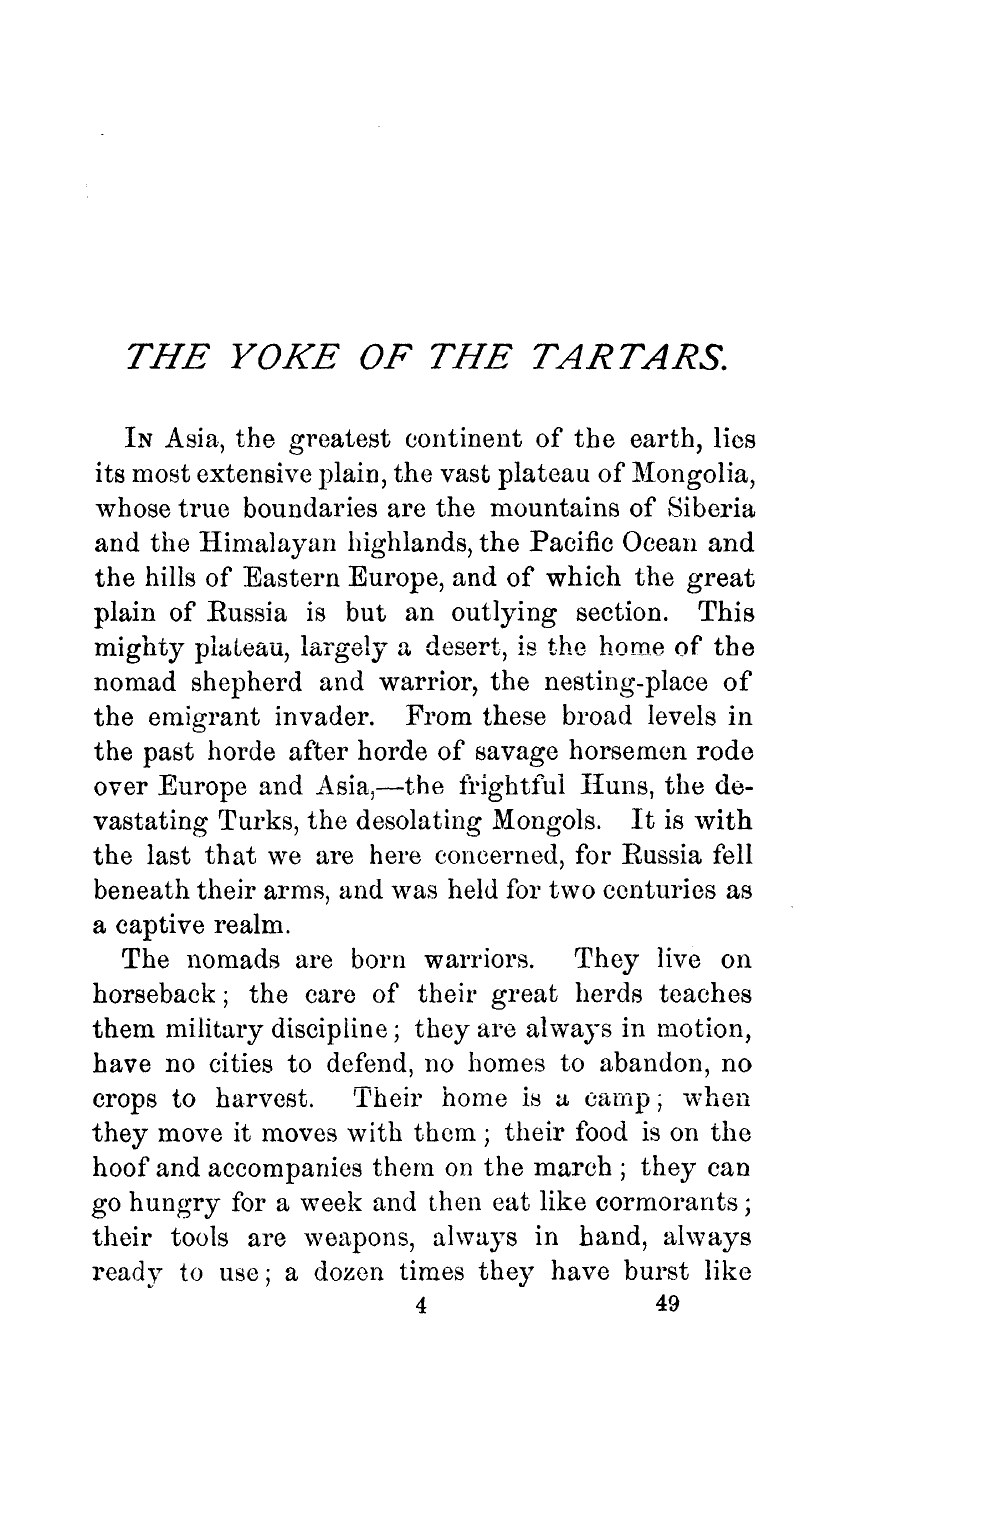 THE YOKE OF THE TARTARS.
IN Asia, the greatest continent of the earth, lies
its most extensive plain, the vast plateau of Mongolia,
whose true boundaries are the mountains of Siberia
and the Himalayan highlands, the Pacific Ocean and
the hills of Eastern Europe, and of which the great
plain of Russia is but an outlying section. This
mighty plateau, largely a desert, is the home of the
nomad shepherd and warrior, the nesting-place of
the emigrant invader. From these broad levels in
the past horde after horde of savage horsemen rode
over Europe and Asia,—the frightful Huns, the de-
vastating Turks, the desolating Mongols. It is with
the last that we are here concerned, for Russia fell
beneath their arms, and was held for two centuries as
a captive realm.
The nomads are born warriors. They live on
horseback; the care of their great herds teaches
them military discipline; they are always in motion,
have no cities to defend, no homes to abandon, no
crops to harvest. Their home is a camp; when
they move it moves with them; their food is on the
hoof and accompanies them on the march; they can
go hungry for a week and then eat like cormorants;
their tools are weapons, always in hand, always
ready to use; a dozen times they have burst like
4 49